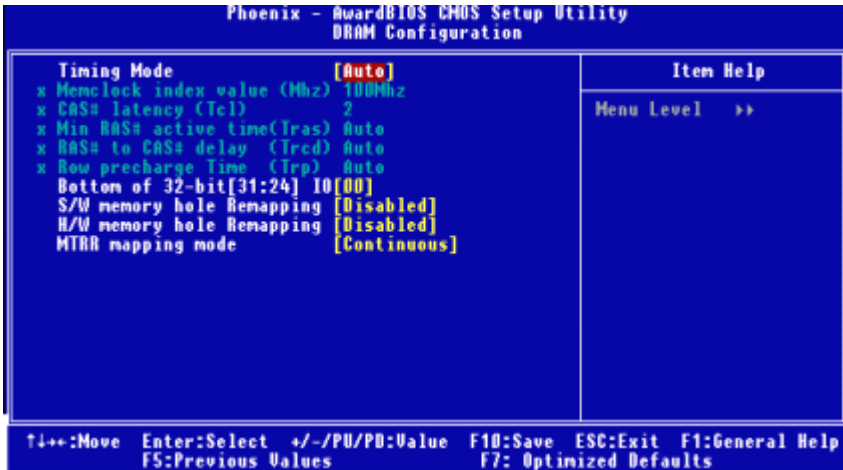 Phoenix - AwardBIOS CMOS Setup Utility
DRAM Configuration
Timing Mode [Auto]
x Memclock index value (Mhz) 100Mhz
x CAS# latency (Tcl) 2
x Min RAS# active time(Tras) Auto
x RAS# to CAS# delay (Trcd) Auto
x Row precharge Time (Trp) Auto
Bottom of 32-bit[31:24] IO[00]
S/W memory hole Remapping [Disabled]
H/W memory hole Remapping [Disabled]
MTRR mapping mode [Continuous]
Item Help
Menu Level ▸▸
↑↓→←:Move Enter:Select +/-/PU/PD:Value F10:Save ESC:Exit F1:General Help
F5:Previous Values F7: Optimized Defaults